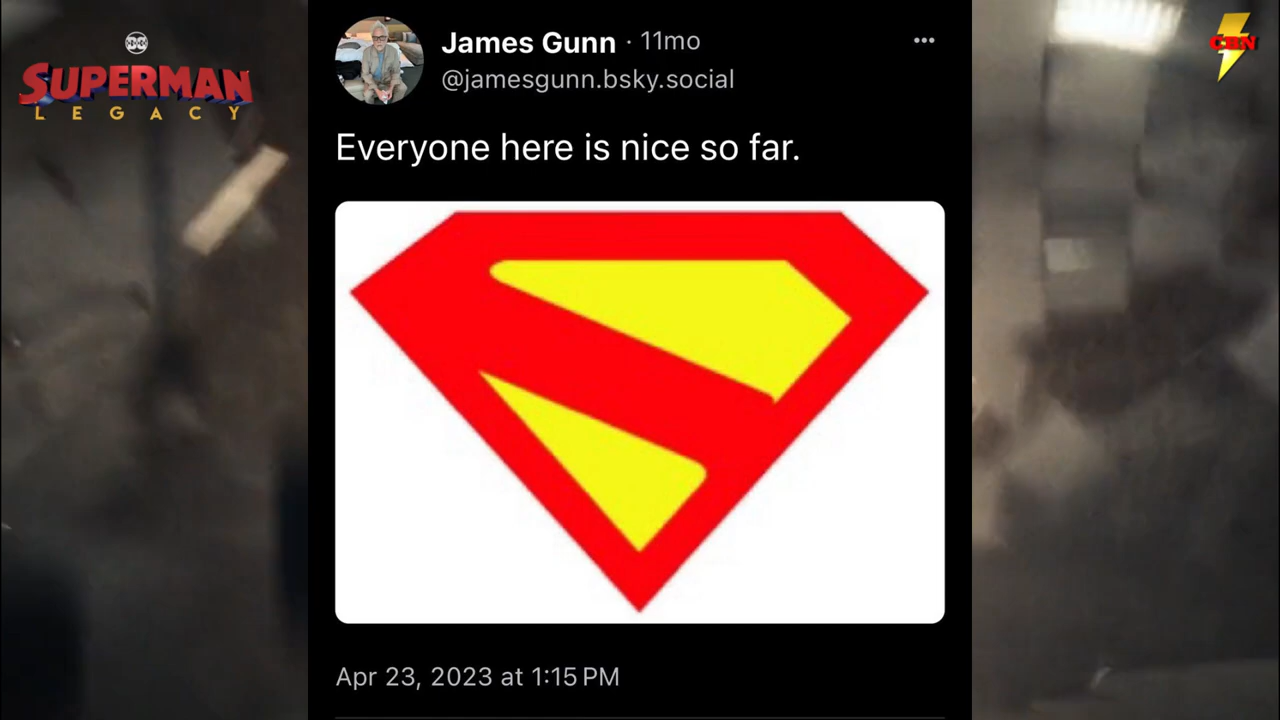 SUPERMAN
LEGACY
CBN
James Gunn · 11mo
@jamesgunn.bsky.social
Everyone here is nice so far.
Apr 23, 2023 at 1:15 PM